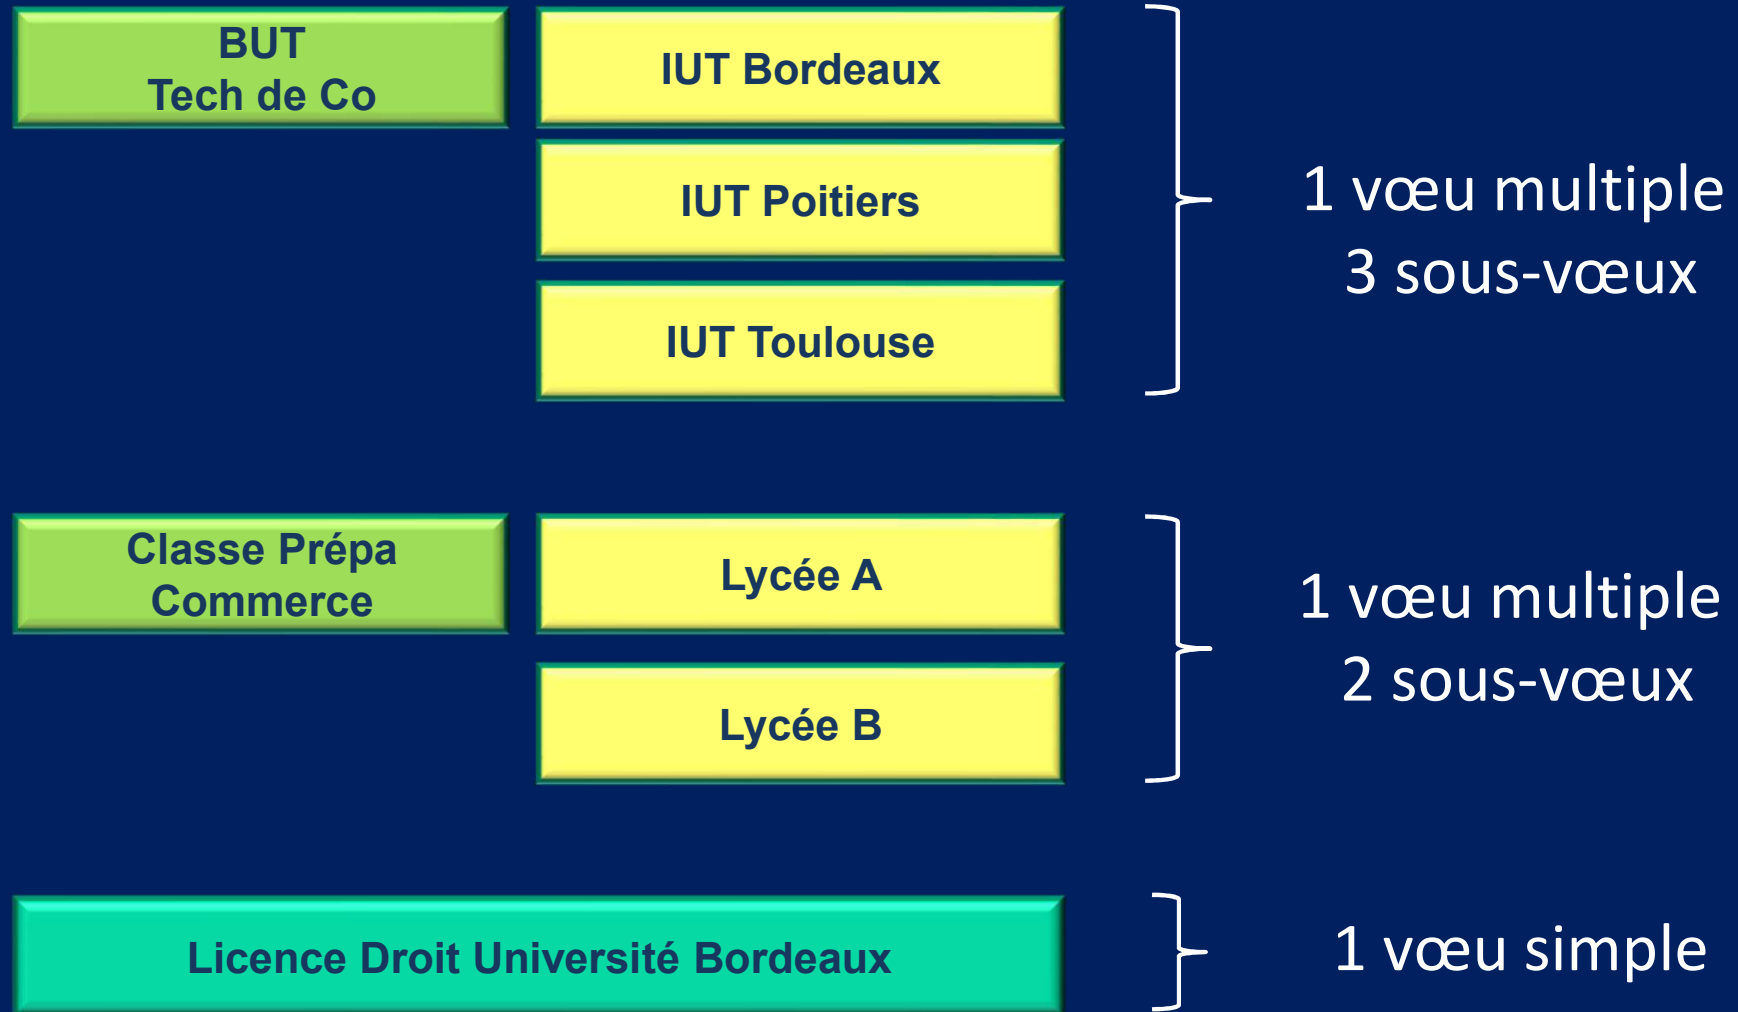 BUT
Tech de Co
IUT Bordeaux
IUT Poitiers
IUT Toulouse
1 vœu multiple
3 sous-vœux
Classe Prépa
Commerce
Lycée A
Lycée B
1 vœu multiple
2 sous-vœux
Licence Droit Université Bordeaux
1 vœu simple